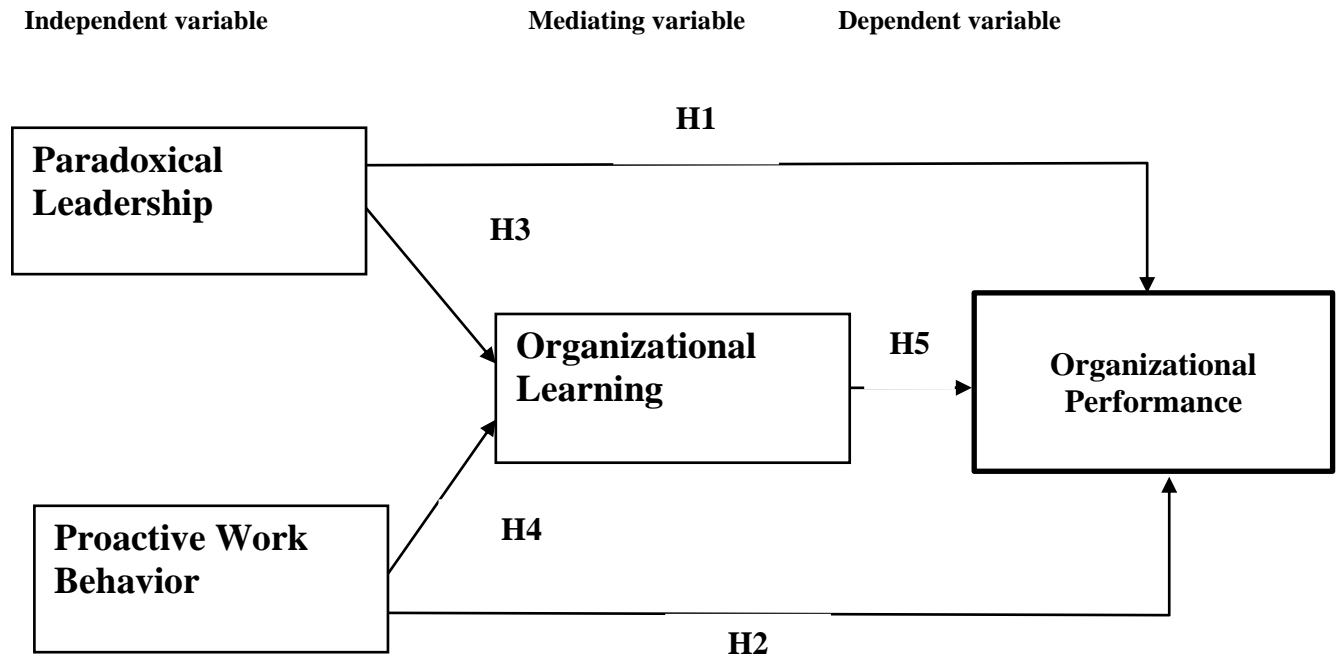 Independent variable
Mediating variable
Dependent variable
H1
Paradoxical
Leadership
H3
Organizational
Learning
H5
Organizational
Performance
Proactive Work
Behavior
H4
H2